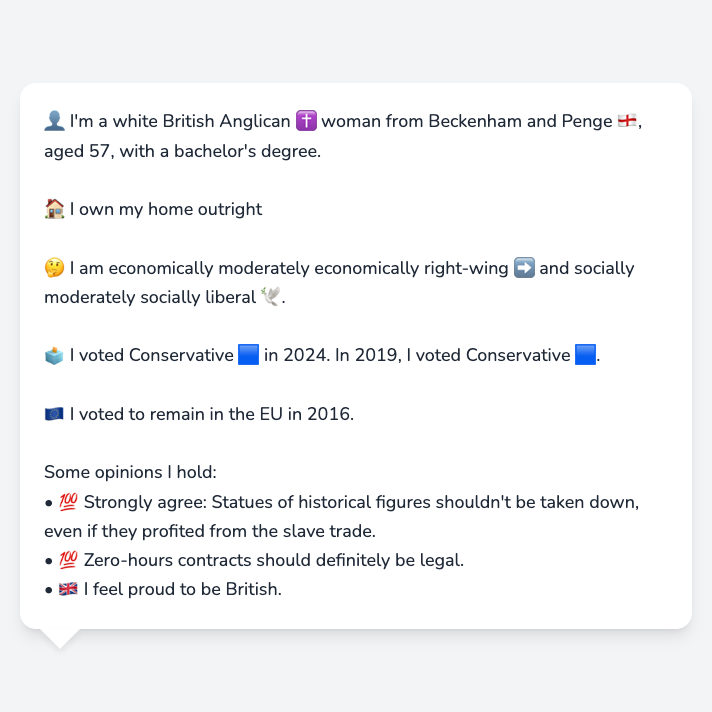 👤 I'm a white British Anglican ✝️ woman from Beckenham and Penge 🏴󠁧󠁢󠁥󠁮󠁧󠁿,
aged 57, with a bachelor's degree.
🏠 I own my home outright
🤔 I am economically moderately economically right-wing ➡️ and socially
moderately socially liberal 🕊️.
🗳️ I voted Conservative 🟦 in 2024. In 2019, I voted Conservative 🟦.
🇪🇺 I voted to remain in the EU in 2016.
Some opinions I hold:
• 💯 Strongly agree: Statues of historical figures shouldn't be taken down,
even if they profited from the slave trade.
• 💯 Zero-hours contracts should definitely be legal.
• 🇬🇧 I feel proud to be British.